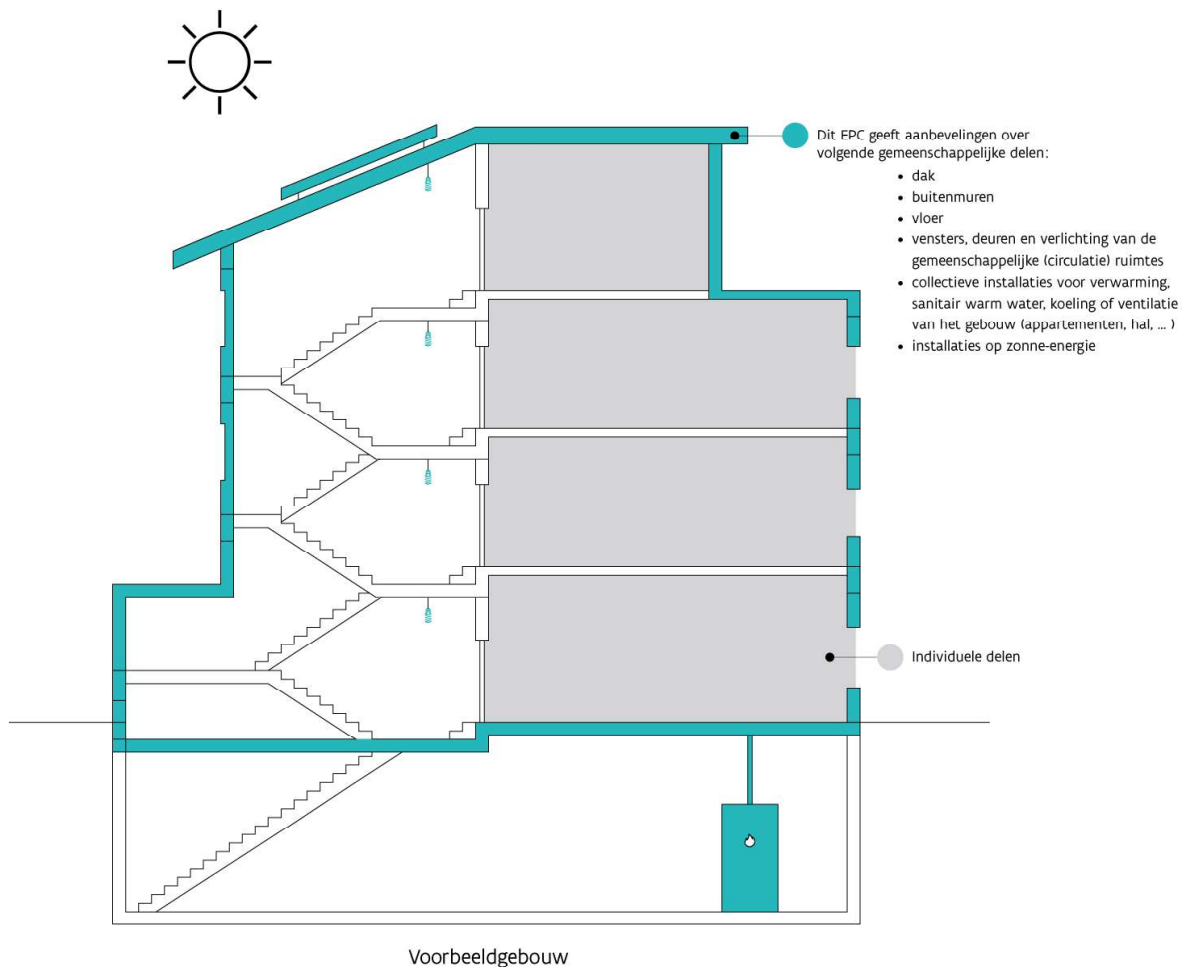 Dit EPC geeft aanbevelingen over
volgende gemeenschappelijke delen:
• dak
• buitenmuren
• vloer
• vensters, deuren en verlichting van de
gemeenschappelijke (circulatie) ruimtes
• collectieve installaties voor verwarming,
sanitair warm water, koeling of ventilatie
van het gebouw (appartementen, hal, ... )
• installaties op zonne-energie
Individuele delen
Voorbeeldgebouw